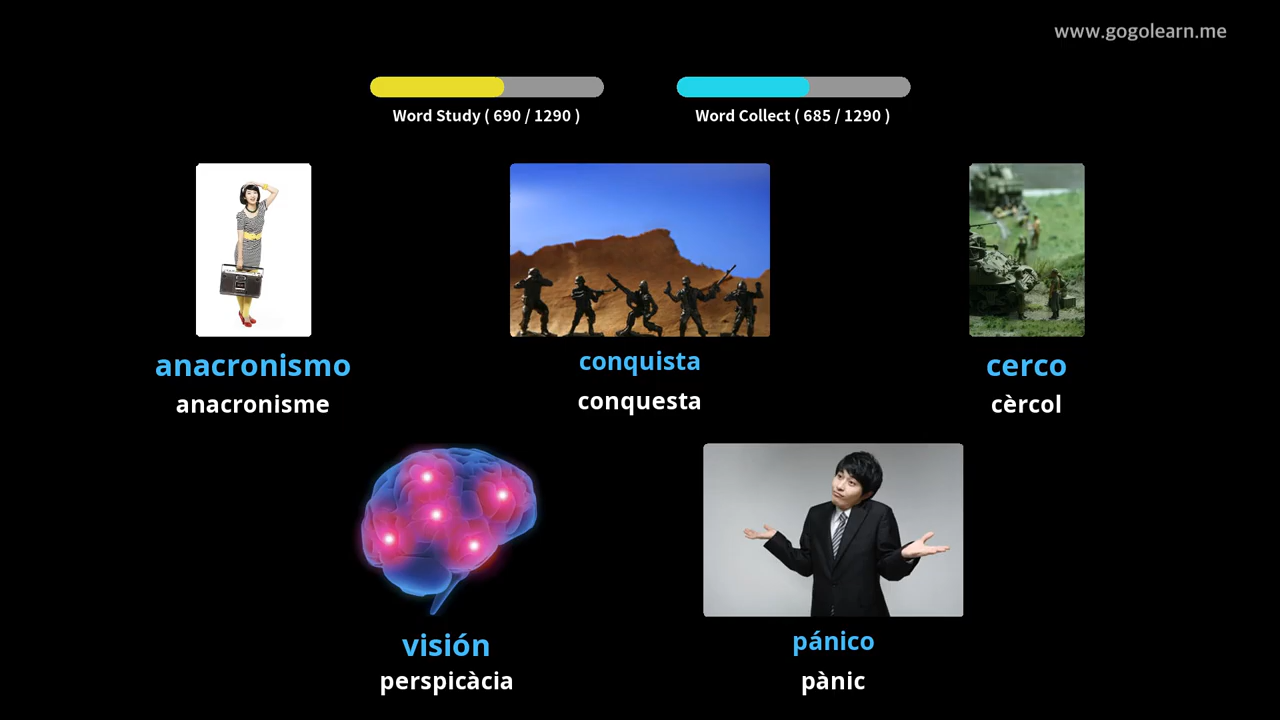 www.gogolearn.me
Word Study ( 690 / 1290 )
Word Collect ( 685 / 1290 )
anacronismo
anacronisme
conquista
conquesta
cerco
cèrcol
visión
perspicàcia
pánico
pànic